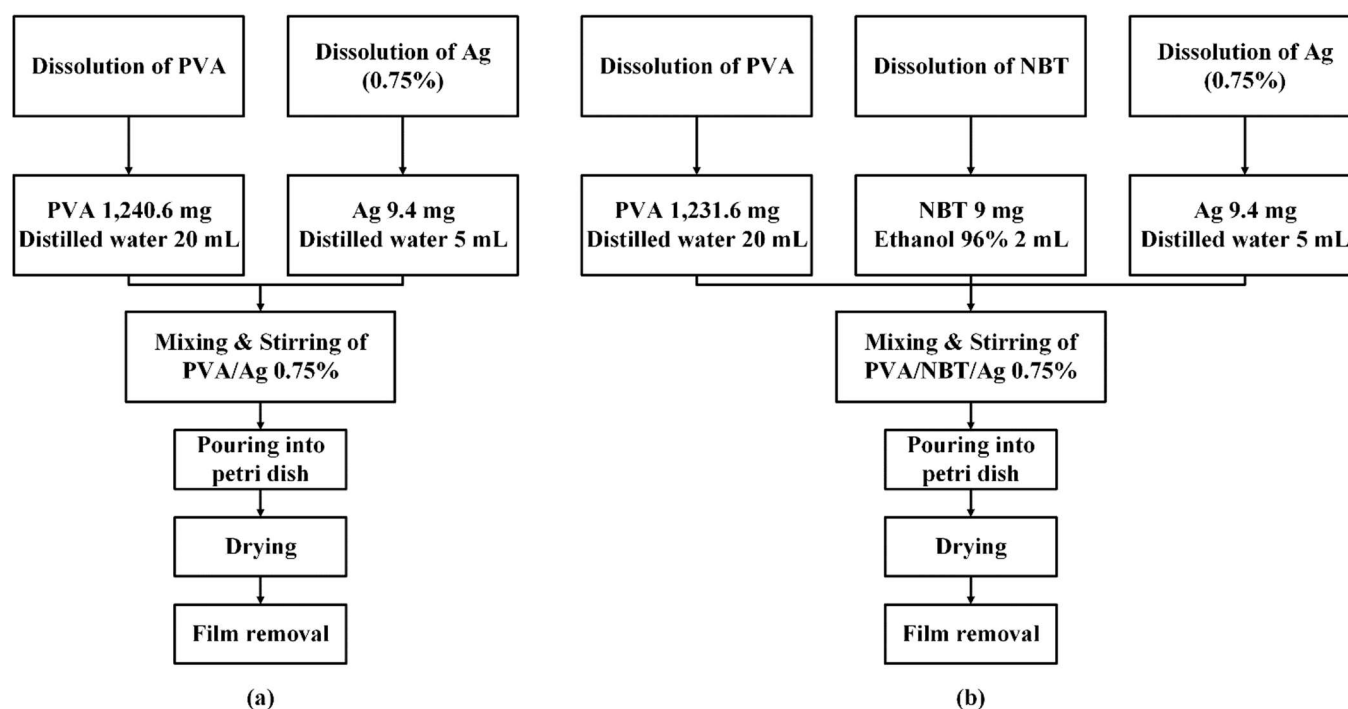 Dissolution of PVA
Dissolution of Ag
(0.75%)
PVA 1,240.6 mg
Distilled water 20 mL
Ag 9.4 mg
Distilled water 5 mL
Mixing & Stirring of
PVA/Ag 0.75%
Pouring into
petri dish
Drying
Film removal
(a)
Dissolution of PVA
Dissolution of NBT
Dissolution of Ag
(0.75%)
PVA 1,231.6 mg
Distilled water 20 mL
NBT 9 mg
Ethanol 96% 2 mL
Ag 9.4 mg
Distilled water 5 mL
Mixing & Stirring of
PVA/NBT/Ag 0.75%
Pouring into
petri dish
Drying
Film removal
(b)